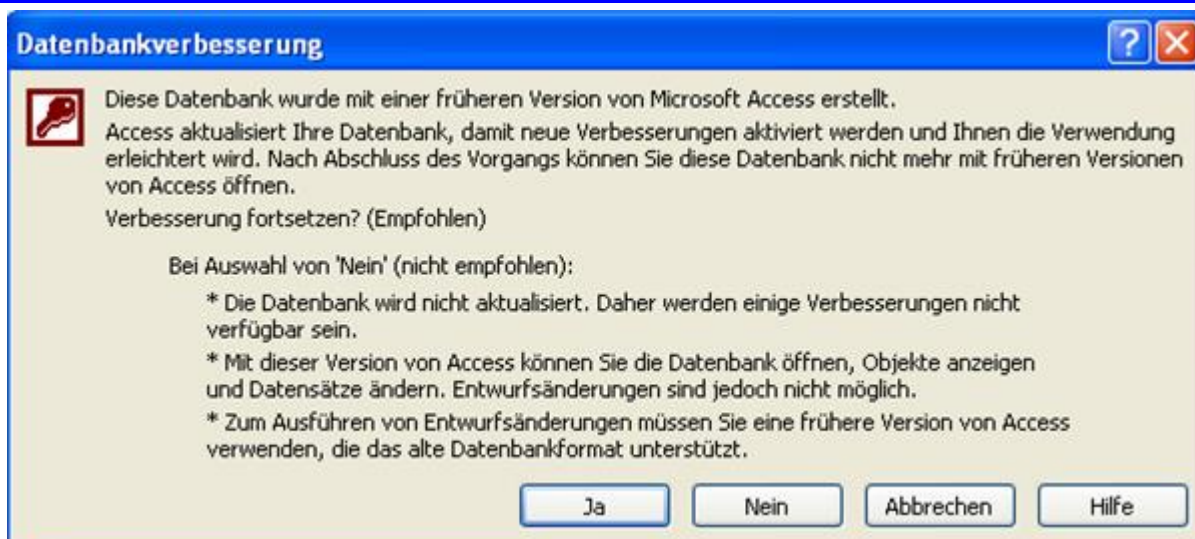 Datenbankverbesserung
Diese Datenbank wurde mit einer früheren Version von Microsoft Access erstellt.
Access aktualisiert Ihre Datenbank, damit neue Verbesserungen aktiviert werden und Ihnen die Verwendung
erleichtert wird. Nach Abschluss des Vorgangs können Sie diese Datenbank nicht mehr mit früheren Versionen
von Access öffnen.
Verbesserung fortsetzen? (Empfohlen)
Bei Auswahl von 'Nein' (nicht empfohlen):
* Die Datenbank wird nicht aktualisiert. Daher werden einige Verbesserungen nicht
verfügbar sein.
* Mit dieser Version von Access können Sie die Datenbank öffnen, Objekte anzeigen
und Datensätze ändern. Entwurfsänderungen sind jedoch nicht möglich.
* Zum Ausführen von Entwurfsänderungen müssen Sie eine frühere Version von Access
verwenden, die das alte Datenbankformat unterstützt.
Ja Nein Abbrechen Hilfe